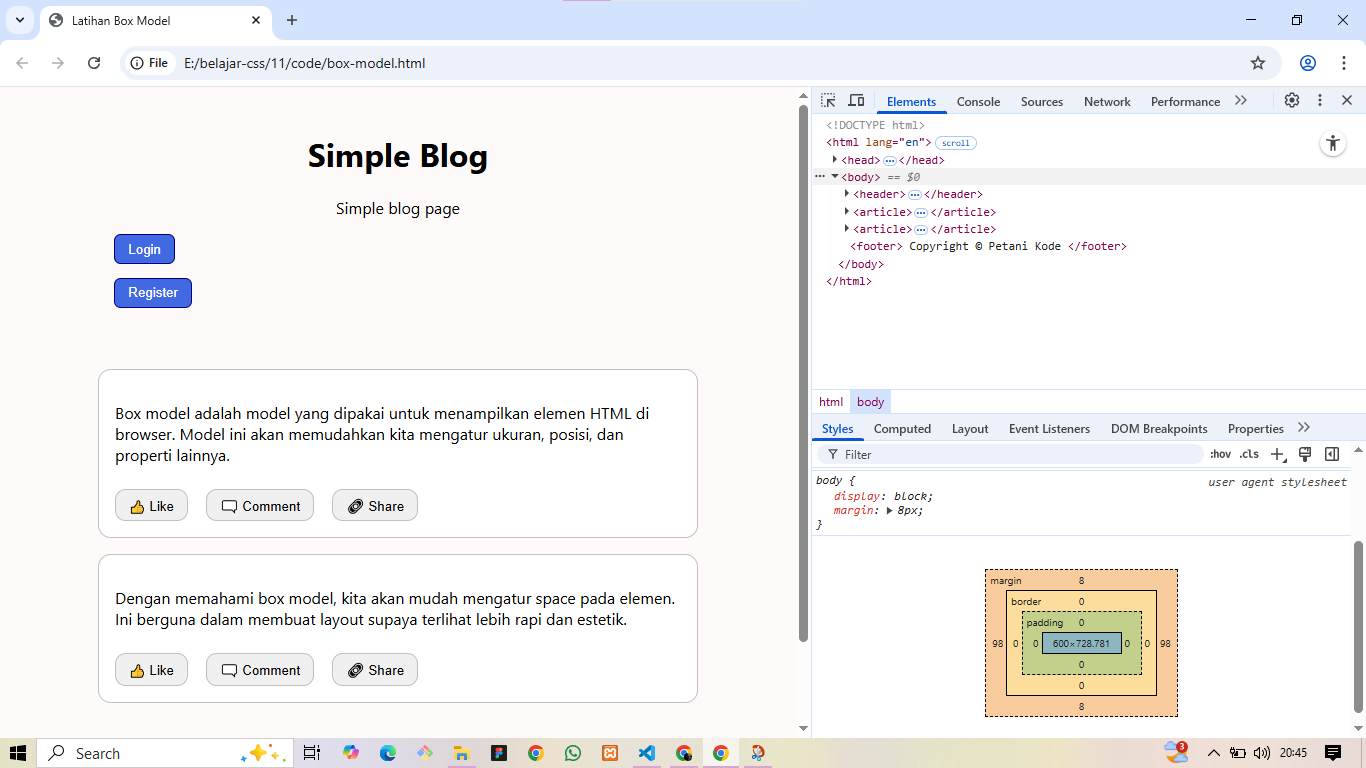 Latihan Box Model
File E:/belajar-css/11/code/box-model.html
Simple Blog
Simple blog page
Login
Register
Box model adalah model yang dipakai untuk menampilkan elemen HTML di
browser. Model ini akan memudahkan kita mengatur ukuran, posisi, dan
properti lainnya.
Like Comment Share
Dengan memahami box model, kita akan mudah mengatur space pada elemen.
Ini berguna dalam membuat layout supaya terlihat lebih rapi dan estetik.
Like Comment Share
Elements Console Sources Network Performance
<!DOCTYPE html>
<html lang="en"> scroll
<head> … </head>
… <body> == $0
<header> … </header>
<article> … </article>
<article> … </article>
<footer> Copyright © Petani Kode </footer>
</body>
</html>
html body
Styles Computed Layout Event Listeners DOM Breakpoints Properties
Filter :hov .cls
body { user agent stylesheet
display: block;
margin: 8px;
}
margin 8
border 0
padding 0
98 0 0 600×728.781 0 0 98
0
0
8
Search 3 20:45